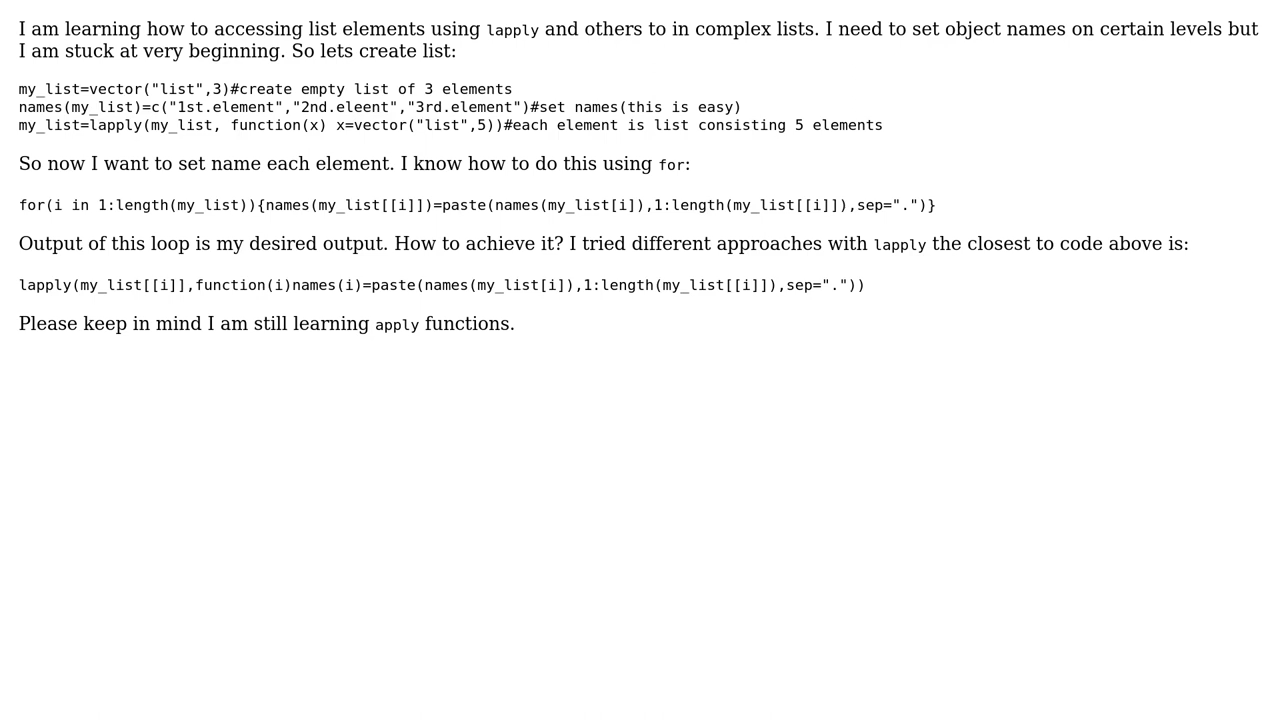 I am learning how to accessing list elements using lapply and others to in complex lists. I need to set object names on certain levels but
I am stuck at very beginning. So lets create list:
my_list=vector("list",3)#create empty list of 3 elements
names(my_list)=c("1st.element","2nd.eleent","3rd.element")#set names(this is easy)
my_list=lapply(my_list, function(x) x=vector("list",5))#each element is list consisting 5 elements
So now I want to set name each element. I know how to do this using for:
for(i in 1:length(my_list)){names(my_list[[i]])=paste(names(my_list[i]),1:length(my_list[[i]]),sep=".")}
Output of this loop is my desired output. How to achieve it? I tried different approaches with lapply the closest to code above is:
lapply(my_list[[i]],function(i)names(i)=paste(names(my_list[i]),1:length(my_list[[i]]),sep="."))
Please keep in mind I am still learning apply functions.